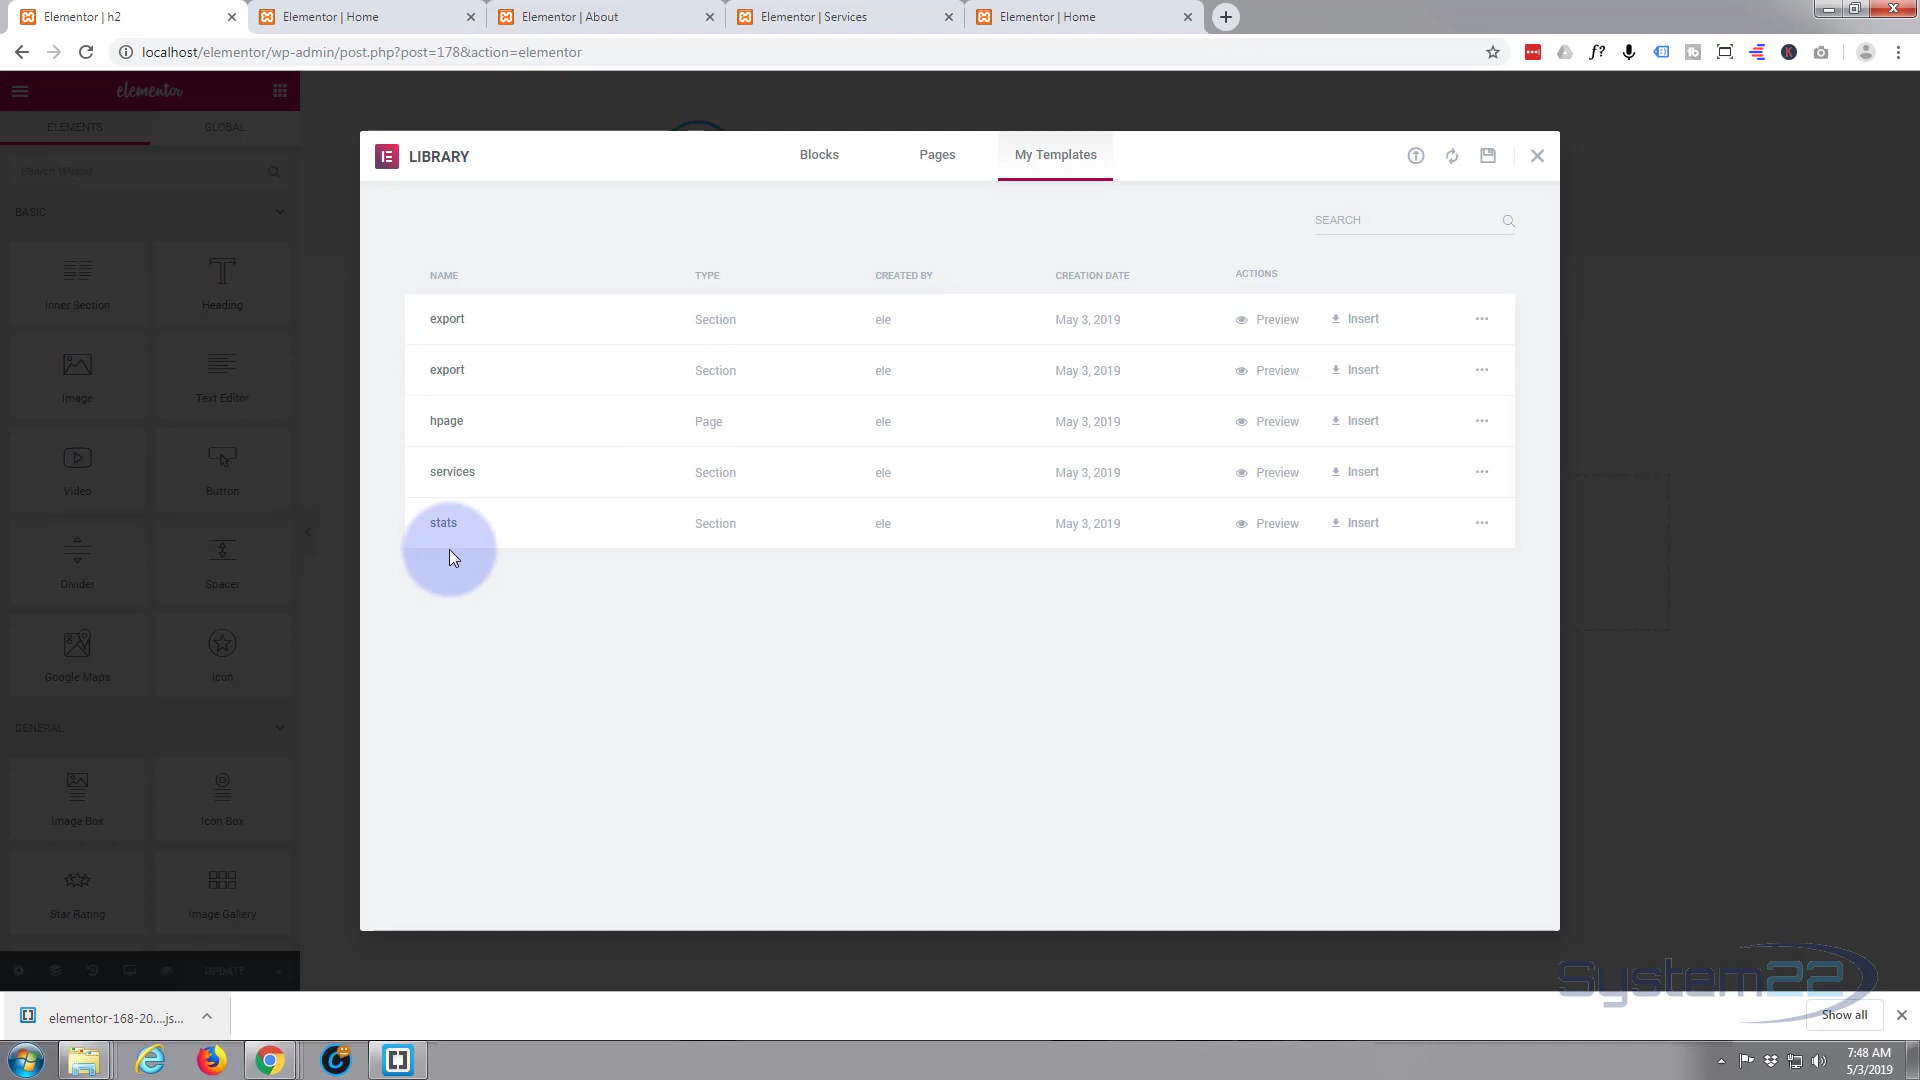 Elementor | h2
Elementor | Home
Elementor | About
Elementor | Services
Elementor | Home
localhost/elementor/wp-admin/post.php?post=178&action=elementor
elementor
ELEMENTS
GLOBAL
Search Widget
BASIC
Inner Section
Heading
Image
Text Editor
Video
Button
Divider
Spacer
Google Maps
Icon
GENERAL
Image Box
Icon Box
Star Rating
Image Gallery
UPDATE
LIBRARY
Blocks
Pages
My Templates
SEARCH
NAME TYPE CREATED BY CREATION DATE ACTIONS
export Section ele May 3, 2019 Preview Insert
export Section ele May 3, 2019 Preview Insert
hpage Page ele May 3, 2019 Preview Insert
services Section ele May 3, 2019 Preview Insert
stats Section ele May 3, 2019 Preview Insert
System22
elementor-168-20....js...
Show all
7:48 AM
5/3/2019